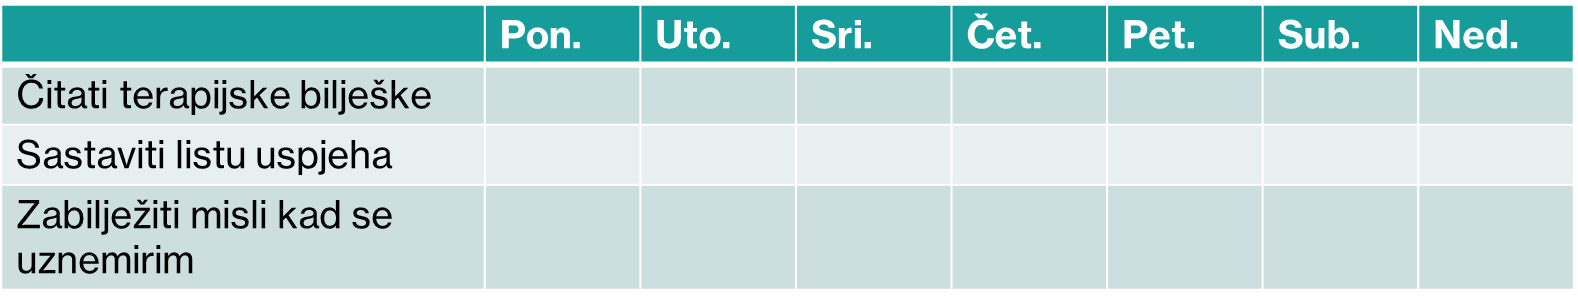 Pon. Uto. Sri. Čet. Pet. Sub. Ned.
Čitati terapijske bilješke
Sastaviti listu uspjeha
Zabilježiti misli kad se
uznemirim